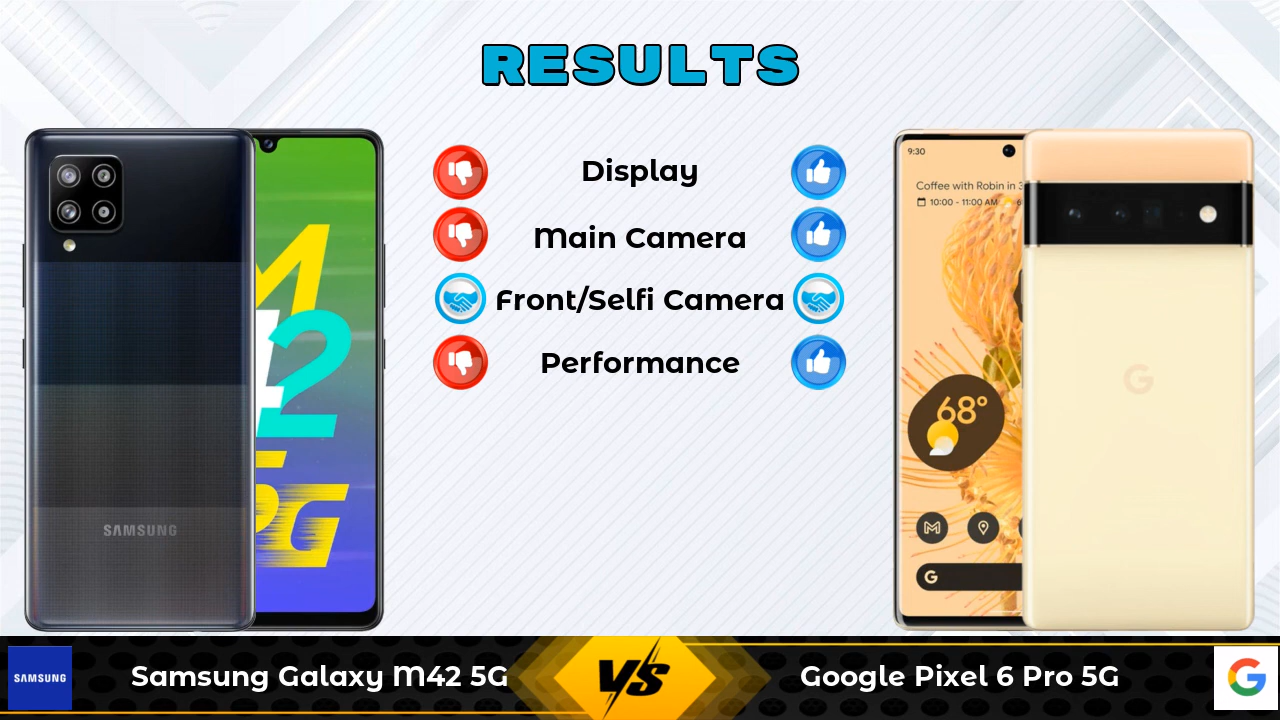 RESULTS
Display
Main Camera
Front/Selfi Camera
Performance
SAMSUNG
M
42
5G
9:30
Coffee with Robin in 3
10:00 - 11:00 AM
68°
G
G
SAMSUNG
Samsung Galaxy M42 5G
VS
Google Pixel 6 Pro 5G
G